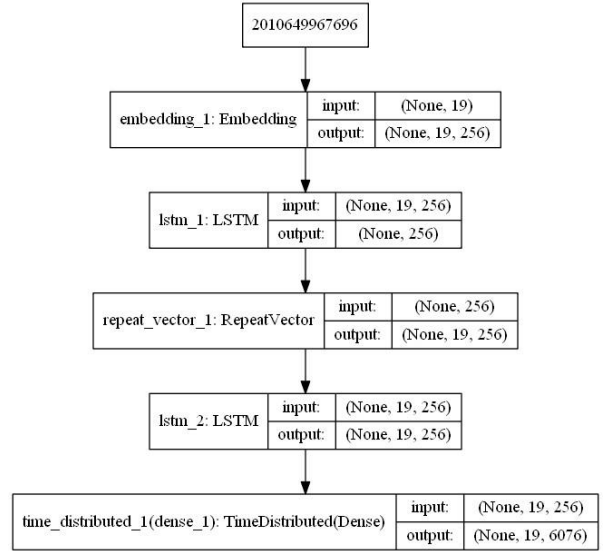 2010649967696
embedding_1: Embedding
input: (None, 19)
output: (None, 19, 256)
lstm_1: LSTM
input: (None, 19, 256)
output: (None, 256)
repeat_vector_1: RepeatVector
input: (None, 256)
output: (None, 19, 256)
lstm_2: LSTM
input: (None, 19, 256)
output: (None, 19, 256)
time_distributed_1(dense_1): TimeDistributed(Dense)
input: (None, 19, 256)
output: (None, 19, 6076)